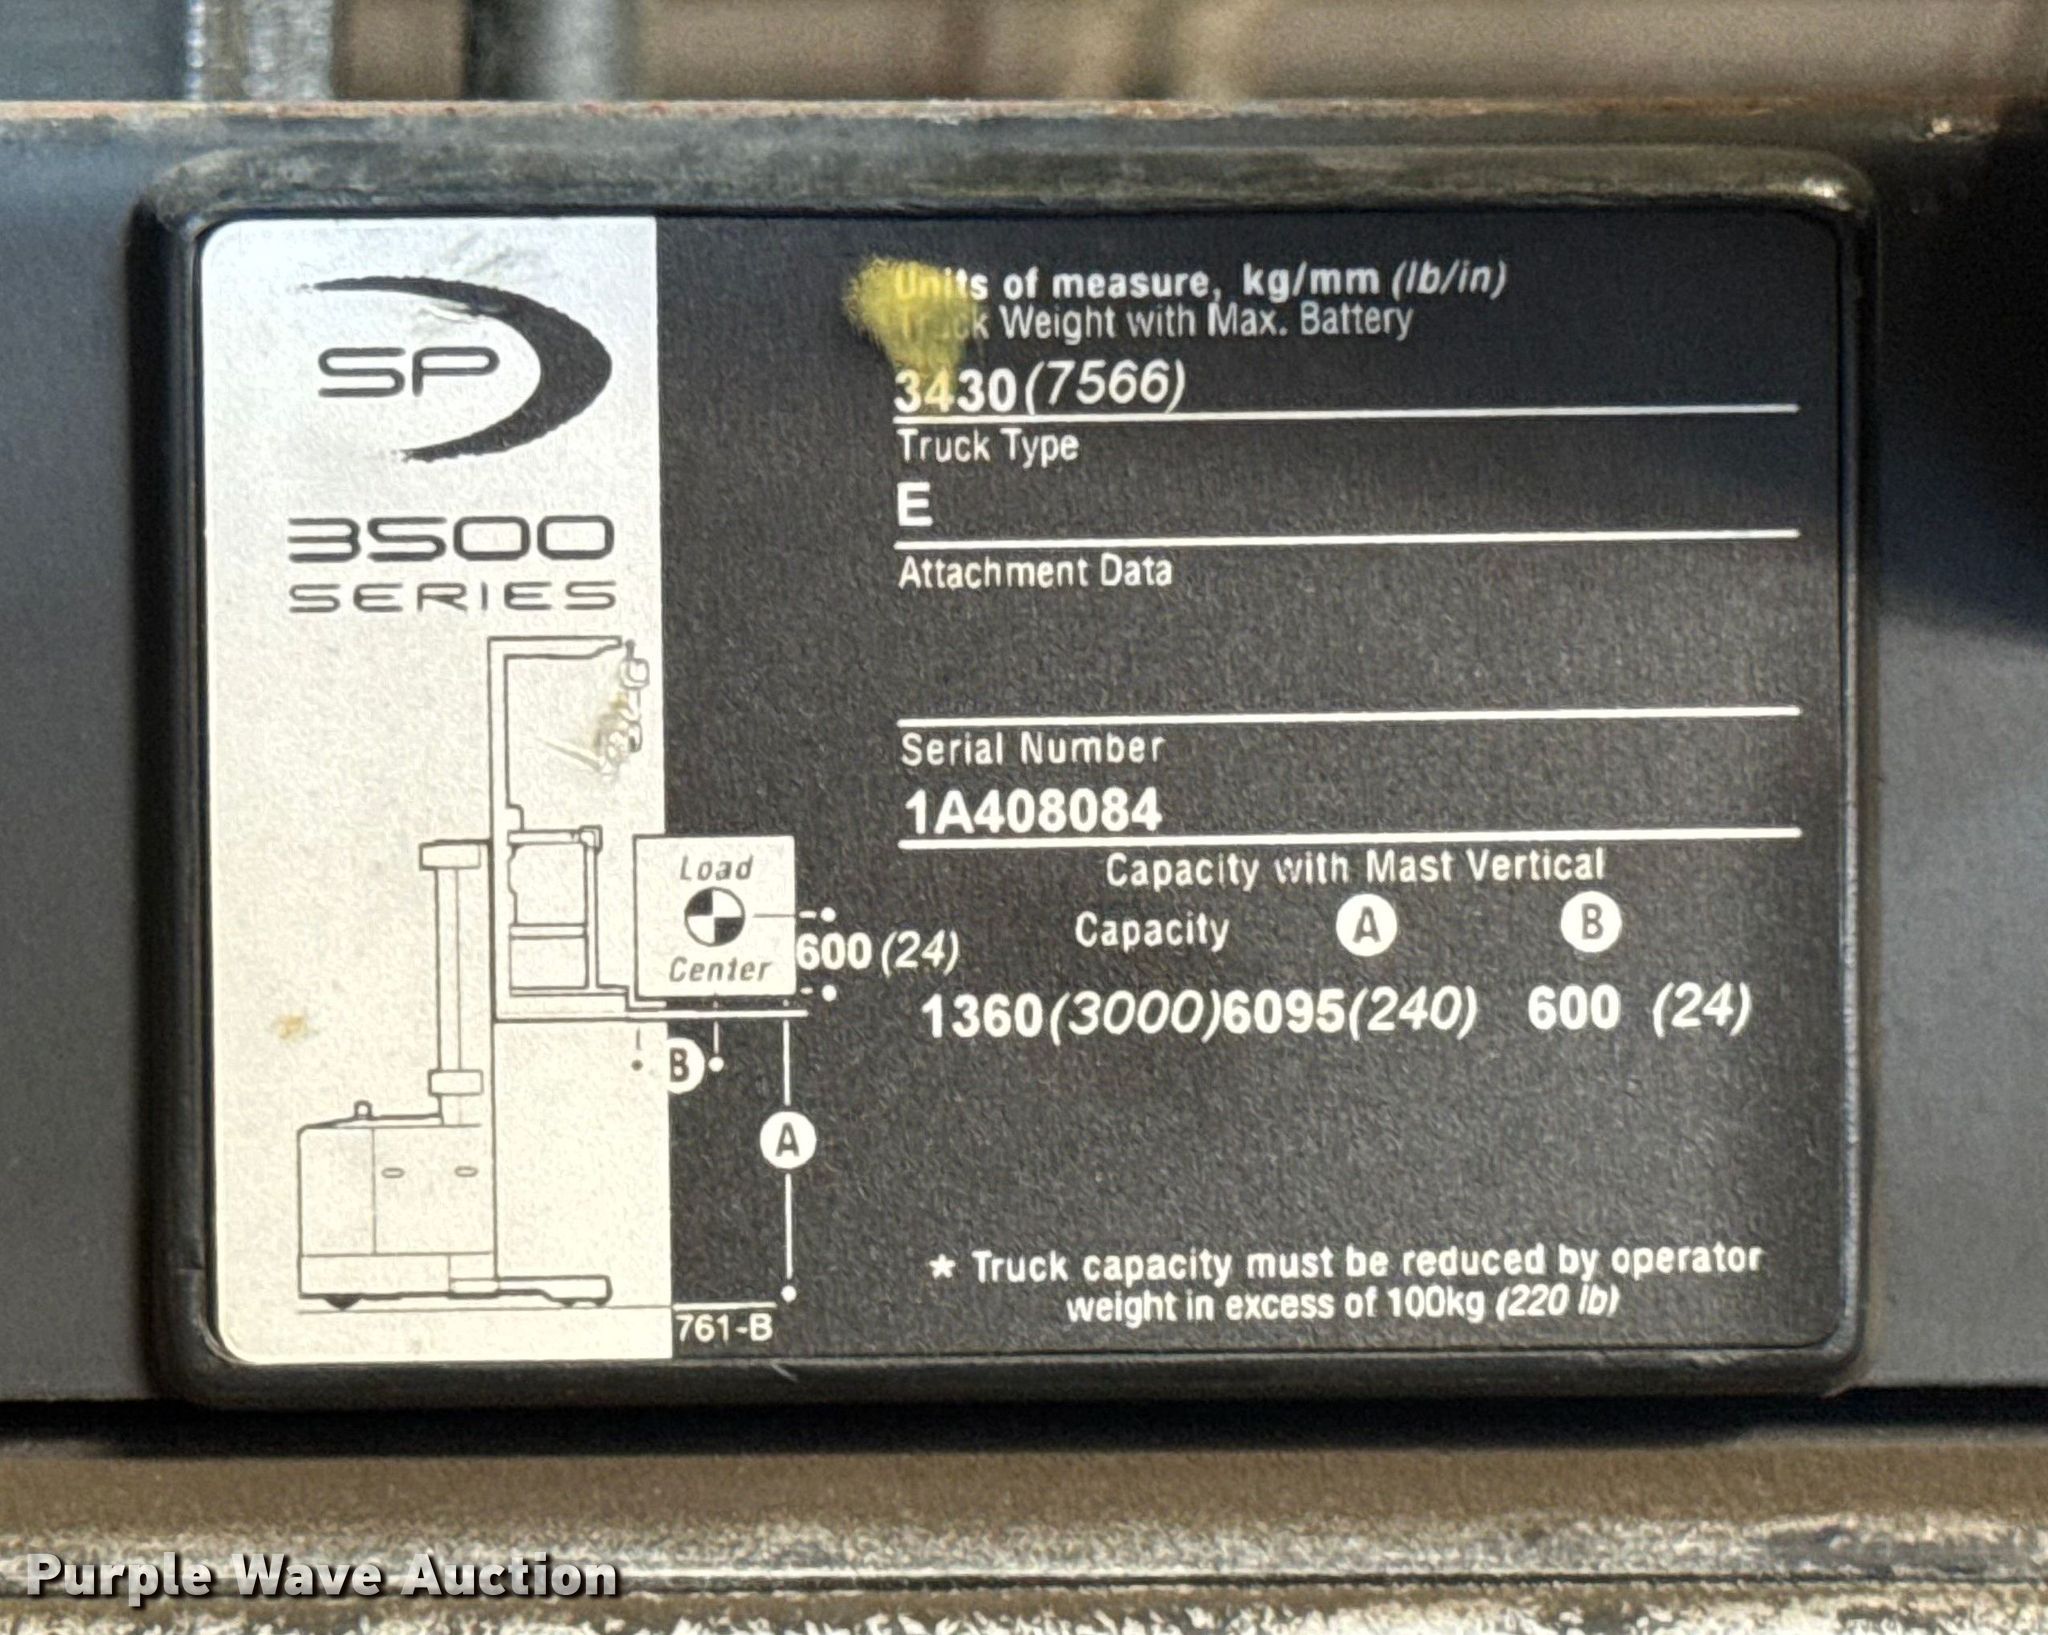 SP
3500
SERIES
Load
Center
600 (24)
B
A
761-B
Units of measure, kg/mm (lb/in)
Truck Weight with Max. Battery
3430 (7566)
Truck Type
E
Attachment Data
Serial Number
1A408084
Capacity with Mast Vertical
Capacity A B
1360 (3000) 6095 (240) 600 (24)
* Truck capacity must be reduced by operator
weight in excess of 100kg (220 lb)
Purple Wave Auction